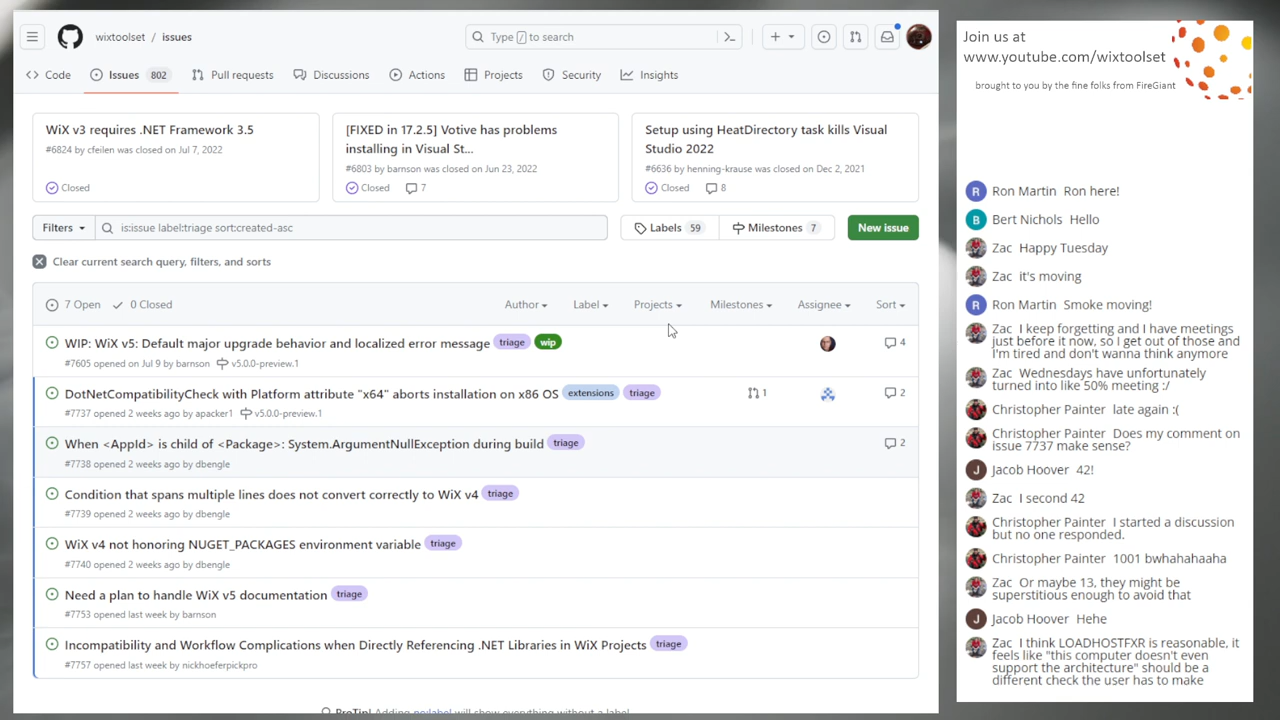 wixtoolset / issues
Type / to search
Code
Issues 802
Pull requests
Discussions
Actions
Projects
Security
Insights
WiX v3 requires .NET Framework 3.5
#6824 by cfeilen was closed on Jul 7, 2022
Closed
[FIXED in 17.2.5] Votive has problems
installing in Visual St...
#6803 by barnson was closed on Jun 23, 2022
Closed 7
Setup using HeatDirectory task kills Visual
Studio 2022
#6636 by henning-krause was closed on Dec 2, 2021
Closed 8
Filters
is:issue label:triage sort:created-asc
Labels 59
Milestones 7
New issue
Clear current search query, filters, and sorts
7 Open 0 Closed
Author Label Projects Milestones Assignee Sort
WIP: WiX v5: Default major upgrade behavior and localized error message triage wip
4
#7605 opened on Jul 9 by barnson v5.0.0-preview.1
DotNetCompatibilityCheck with Platform attribute "x64" aborts installation on x86 OS extensions triage
1
2
#7737 opened 2 weeks ago by apacker1 v5.0.0-preview.1
When <AppId> is child of <Package>: System.ArgumentNullException during build triage
2
#7738 opened 2 weeks ago by dbengle
Condition that spans multiple lines does not convert correctly to WiX v4 triage
#7739 opened 2 weeks ago by dbengle
WiX v4 not honoring NUGET_PACKAGES environment variable triage
#7740 opened 2 weeks ago by dbengle
Need a plan to handle WiX v5 documentation triage
#7753 opened last week by barnson
Incompatibility and Workflow Complications when Directly Referencing .NET Libraries in WiX Projects triage
#7757 opened last week by nickhoeferpickpro
ProTip! Adding no:label will show everything without a label.
Join us at
www.youtube.com/wixtoolset
brought to you by the fine folks from FireGiant
R Ron Martin Ron here!
B Bert Nichols Hello
Zac Happy Tuesday
Zac it's moving
R Ron Martin Smoke moving!
Zac I keep forgetting and I have meetings
just before it now, so I get out of those and
I'm tired and don't wanna think anymore
Zac Wednesdays have unfortunately
turned into like 50% meeting :/
Christopher Painter late again :(
Christopher Painter Does my comment on
issue 7737 make sense?
J Jacob Hoover 42!
Zac I second 42
Christopher Painter I started a discussion
but no one responded.
Christopher Painter 1001 bwhahahaaha
Zac Or maybe 13, they might be
superstitious enough to avoid that
J Jacob Hoover Hehe
Zac I think LOADHOSTFXR is reasonable, it
feels like "this computer doesn't even
support the architecture" should be a
different check the user has to make